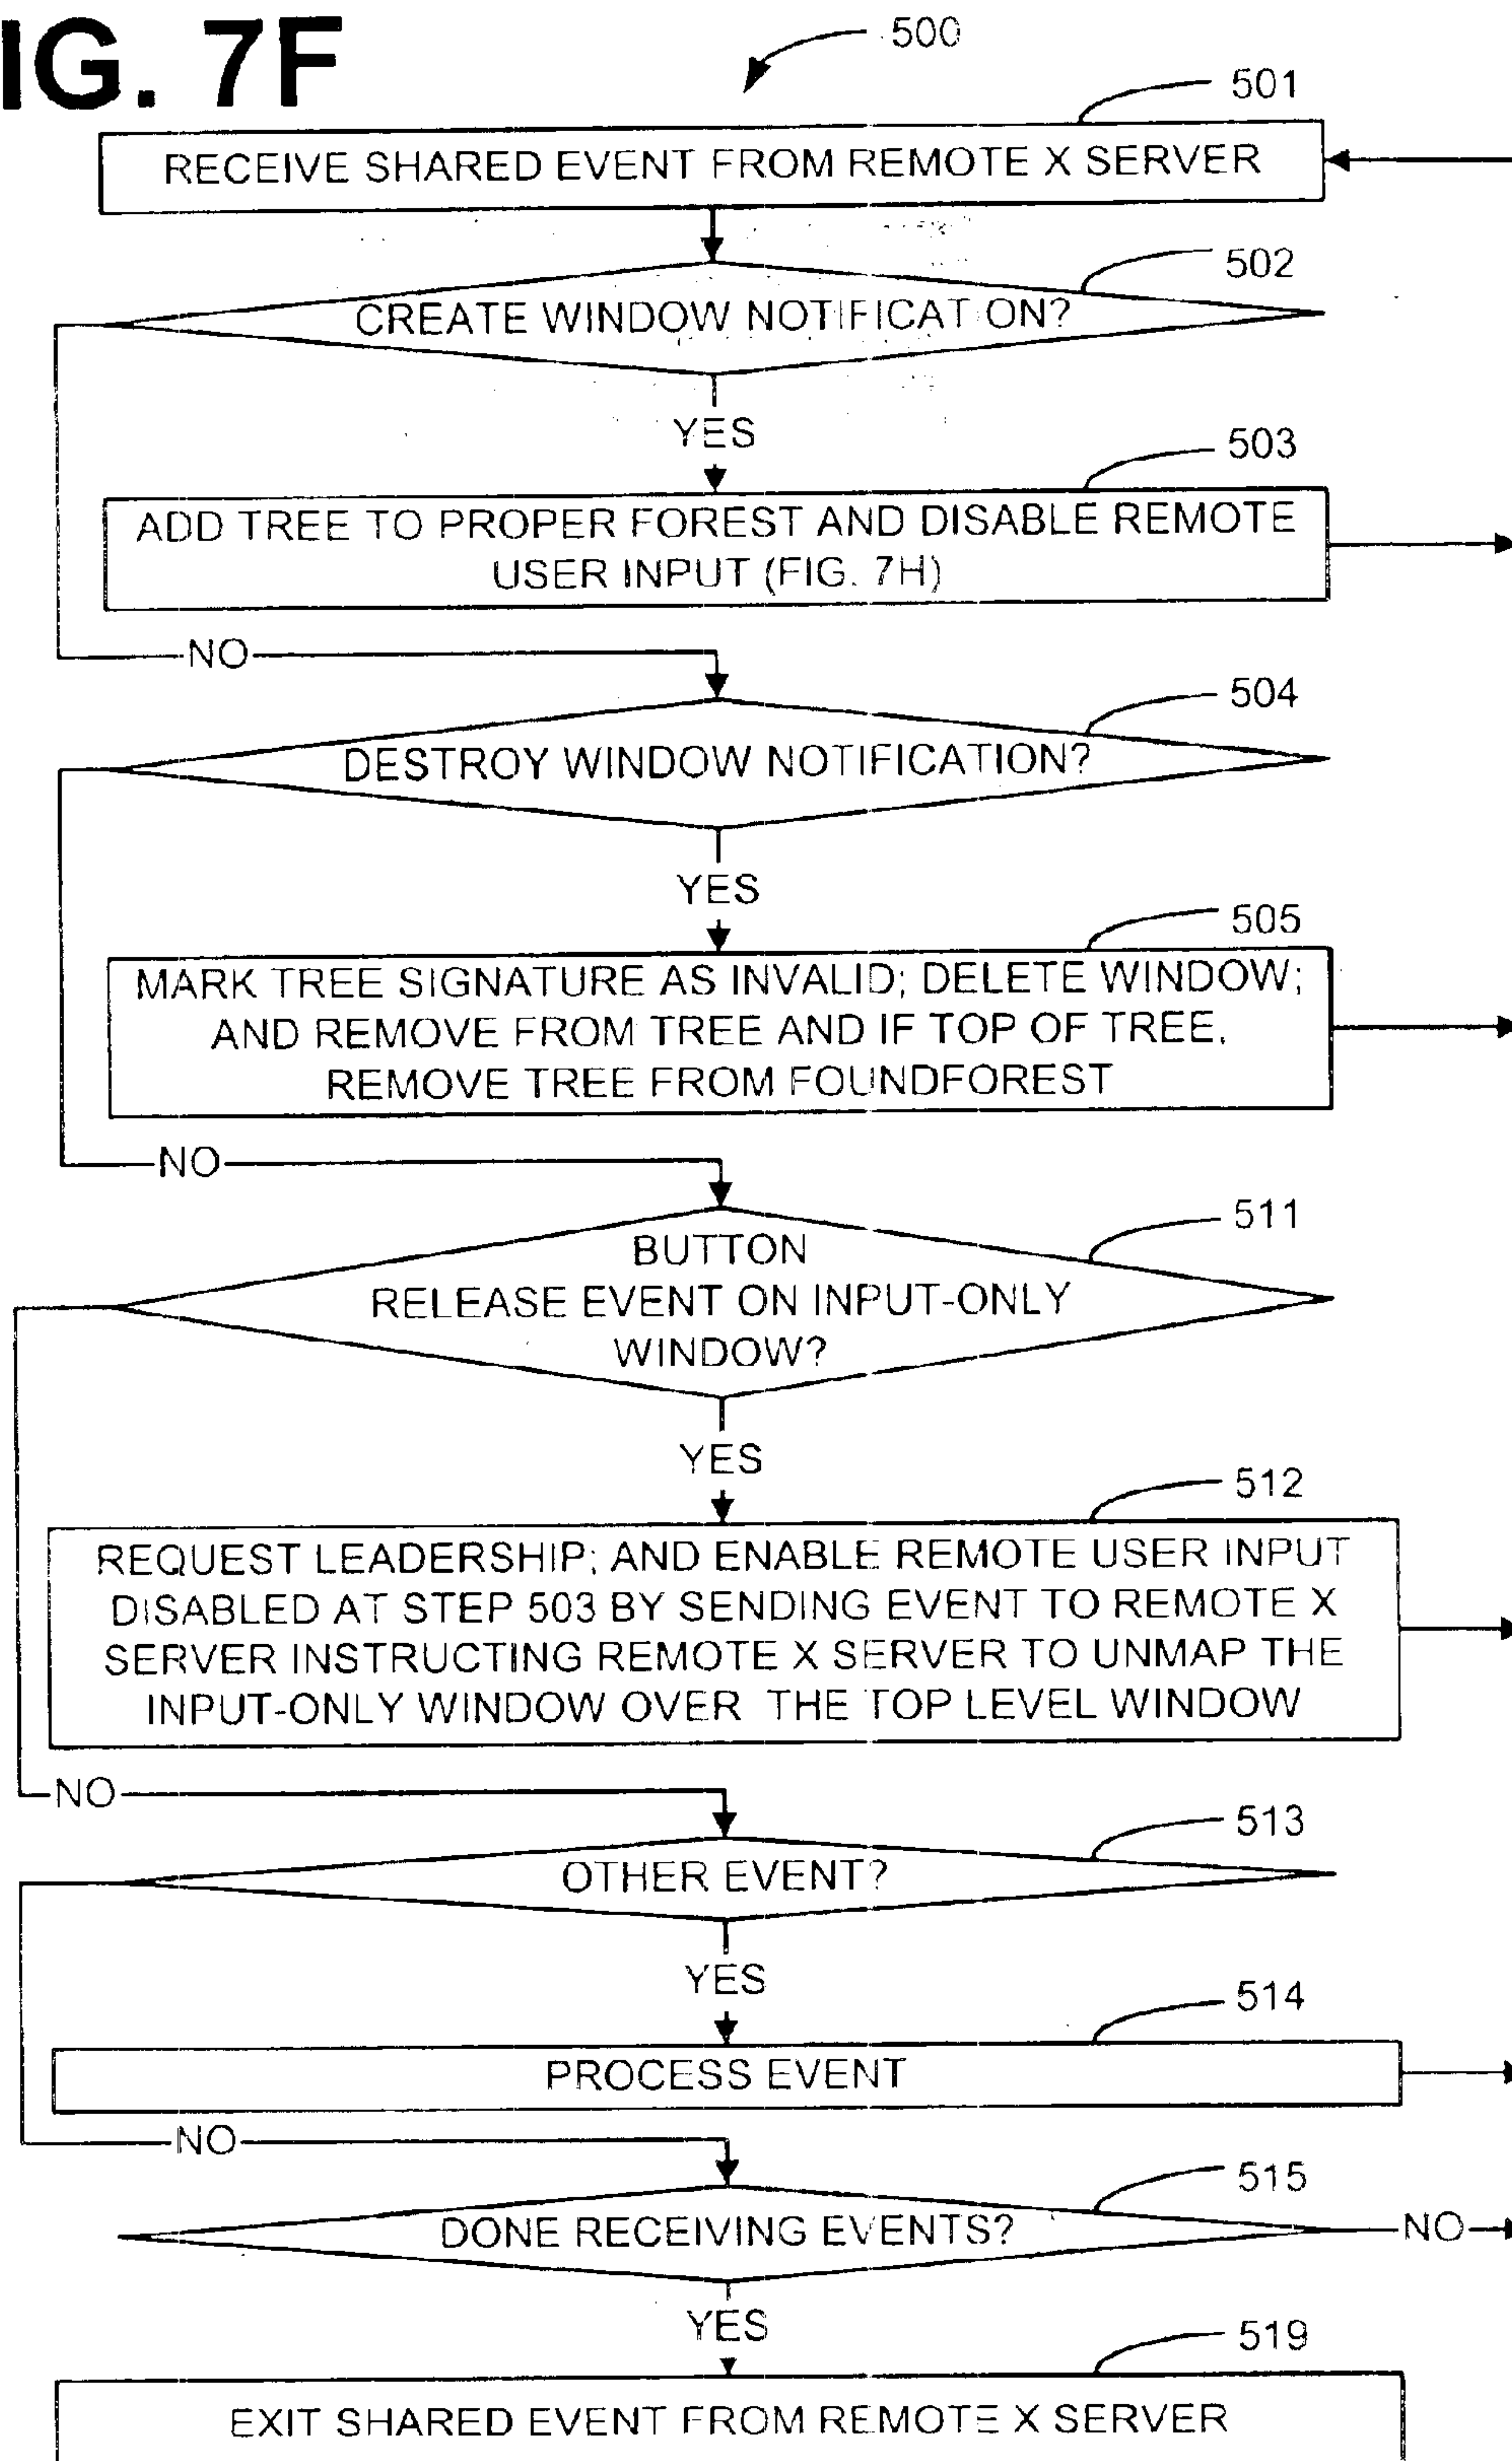 IG. 7F
500
501
RECEIVE SHARED EVENT FROM REMOTE X SERVER
502
CREATE WINDOW NOTIFICATION?
YES
503
ADD TREE TO PROPER FOREST AND DISABLE REMOTE
USER INPUT (FIG. 7H)
NO
504
DESTROY WINDOW NOTIFICATION?
YES
505
MARK TREE SIGNATURE AS INVALID; DELETE WINDOW;
AND REMOVE FROM TREE AND IF TOP OF TREE,
REMOVE TREE FROM FOUNDFOREST
NO
511
BUTTON
RELEASE EVENT ON INPUT-ONLY
WINDOW?
YES
512
REQUEST LEADERSHIP; AND ENABLE REMOTE USER INPUT
DISABLED AT STEP 503 BY SENDING EVENT TO REMOTE X
SERVER INSTRUCTING REMOTE X SERVER TO UNMAP THE
INPUT-ONLY WINDOW OVER THE TOP LEVEL WINDOW
NO
513
OTHER EVENT?
YES
514
PROCESS EVENT
NO
515
DONE RECEIVING EVENTS?
NO
YES
519
EXIT SHARED EVENT FROM REMOTE X SERVER